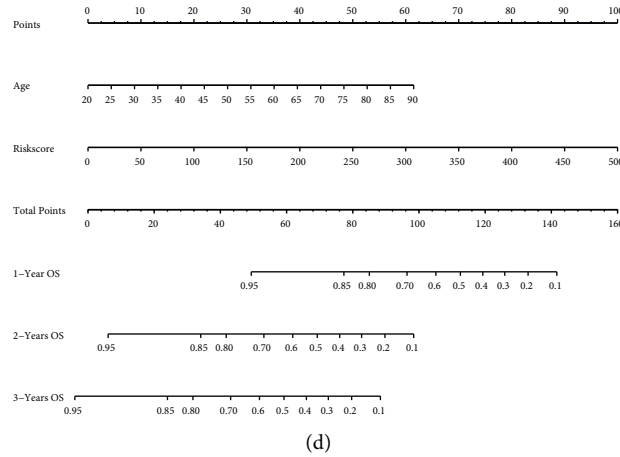 0 10 20 30 40 50 60 70 80 90 100
Points
Age
20 25 30 35 40 45 50 55 60 65 70 75 80 85 90
Riskscore
0 50 100 150 200 250 300 350 400 450 500
Total Points
0 20 40 60 80 100 120 140 160
1–Year OS
0.95 0.85 0.80 0.70 0.6 0.5 0.4 0.3 0.2 0.1
2–Years OS
0.95 0.85 0.80 0.70 0.6 0.5 0.4 0.3 0.2 0.1
3–Years OS
0.95 0.85 0.80 0.70 0.6 0.5 0.4 0.3 0.2 0.1
(d)